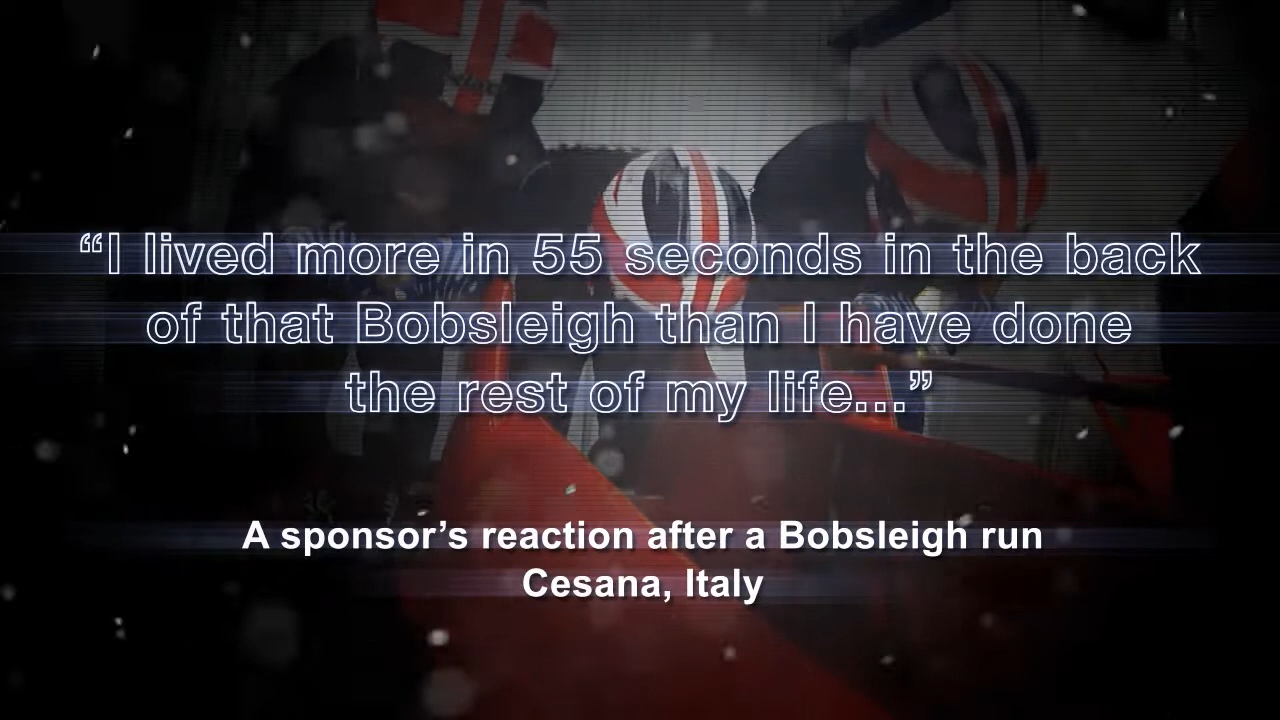 “I lived more in 55 seconds in the back
of that Bobsleigh than I have done
the rest of my life...”
A sponsor’s reaction after a Bobsleigh run
Cesana, Italy